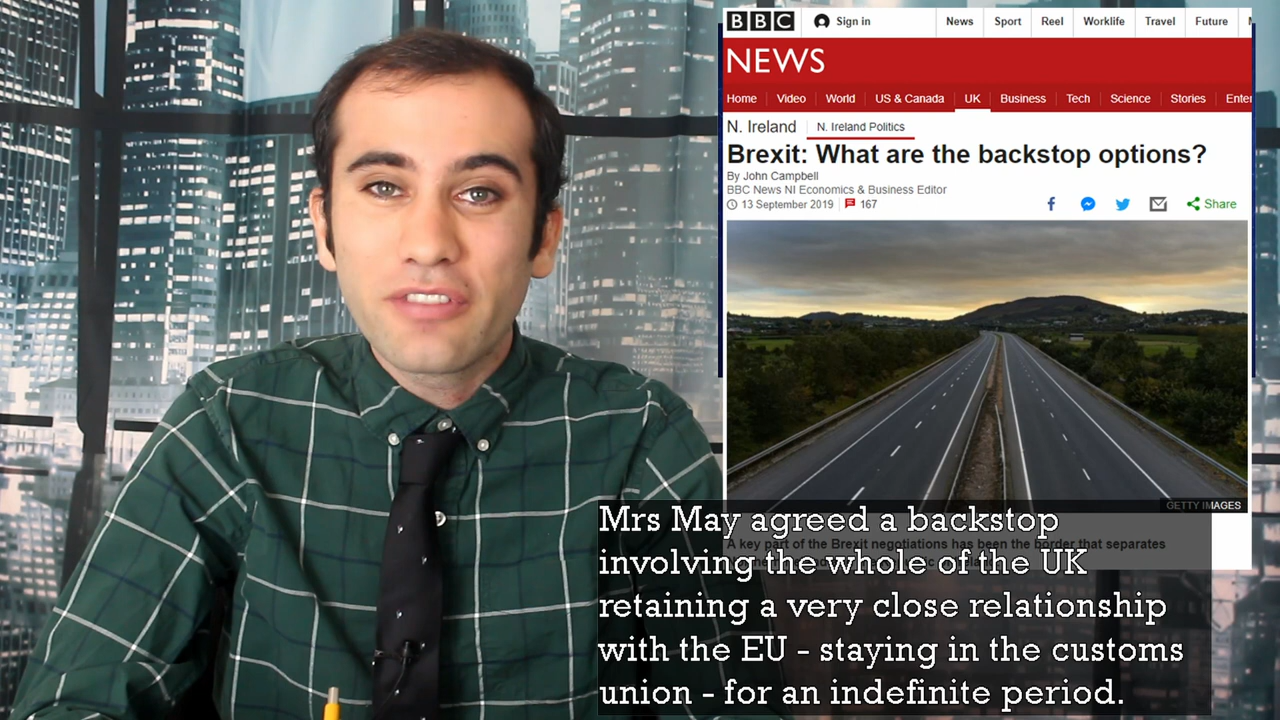 BBC Sign in News Sport Reel Worklife Travel Future
NEWS
Home Video World US & Canada UK Business Tech Science Stories
N. Ireland N. Ireland Politics
Brexit: What are the backstop options?
By John Campbell
BBC News NI Economics & Business Editor
13 September 2019 167
Share
GETTY IMAGES
A key part of the Brexit negotiations has been the border that separates
Mrs May agreed a backstop
involving the whole of the UK
retaining a very close relationship
with the EU - staying in the customs
union - for an indefinite period.